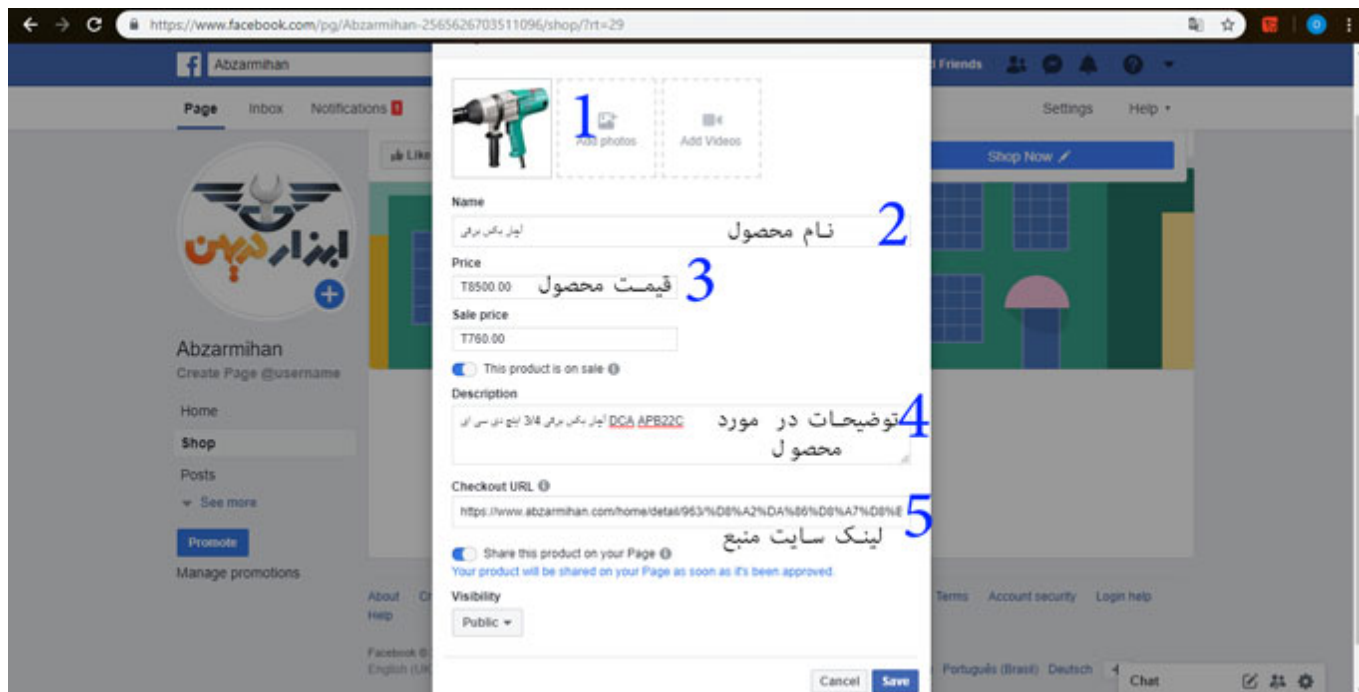 https://www.facebook.com/pg/Abzarmihan-2565626703511096/shop/?rt=29
Abzarmihan
Friends
Page Inbox Notifications Settings Help
Like
Shop Now
1
Add photos Add Videos
Name
آچار بکس برقی نام محصول 2
Price
T8500.00 قیمت محصول 3
Sale price
T760.00
This product is on sale
Description
آچار بکس برقی 3/4 اینچ دی سی ای DCA APB22C توضیحات در مورد 4
محصول
Checkout URL
https://www.abzarmihan.com/home/detail/963/%D8%A2%DA%86%D8%A7%D8%B 5
لینک سایت منبع
Share this product on your Page
Your product will be shared on your Page as soon as it's been approved.
Visibility
Public
Cancel Save
ابزار میهن
Abzarmihan
Create Page @username
Home
Shop
Posts
See more
Promote
Manage promotions
About
Help
Terms Account security Login help
Facebook ©
English (UK
Português (Brasil) Deutsch
Chat